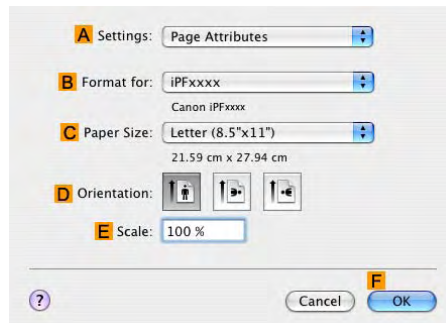 A Settings: Page Attributes
B Format for: iPFxxxx
Canon iPFxxxx
C Paper Size: Letter (8.5"x11")
21.59 cm x 27.94 cm
D Orientation:
E Scale: 100 %
F
? Cancel OK